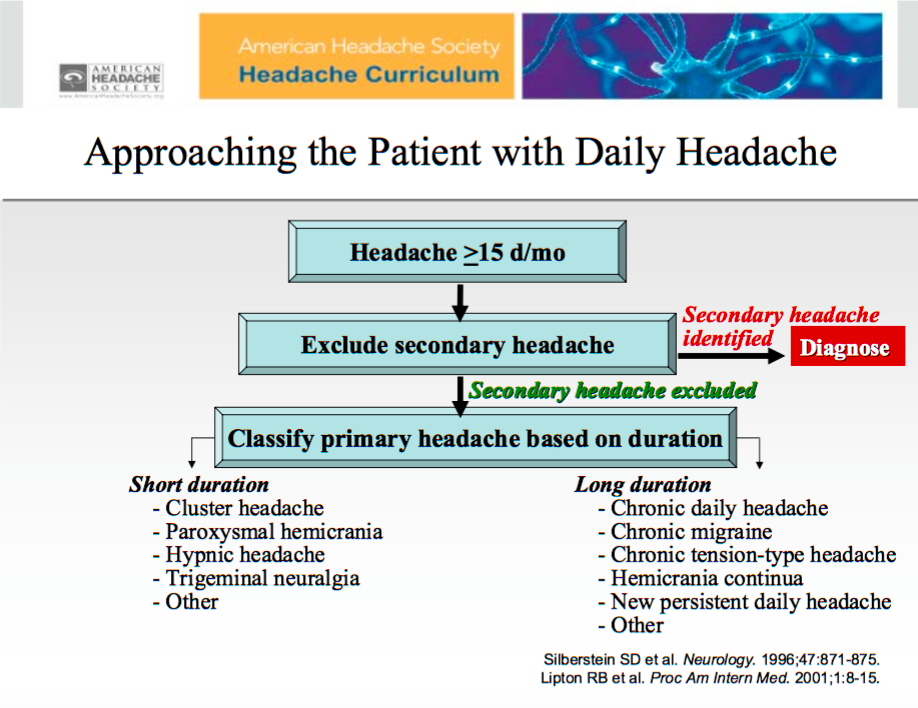 AMERICAN
HEADACHE
SOCIETY
www.AmericanHeadacheSociety.org
American Headache Society
Headache Curriculum
Approaching the Patient with Daily Headache
Headache ≥15 d/mo
Exclude secondary headache
Secondary headache
identified
Diagnose
Secondary headache excluded
Classify primary headache based on duration
Short duration
- Cluster headache
- Paroxysmal hemicrania
- Hypnic headache
- Trigeminal neuralgia
- Other
Long duration
- Chronic daily headache
- Chronic migraine
- Chronic tension-type headache
- Hemicrania continua
- New persistent daily headache
- Other
Silberstein SD et al. Neurology. 1996;47:871-875.
Lipton RB et al. Proc Am Intern Med. 2001;1:8-15.